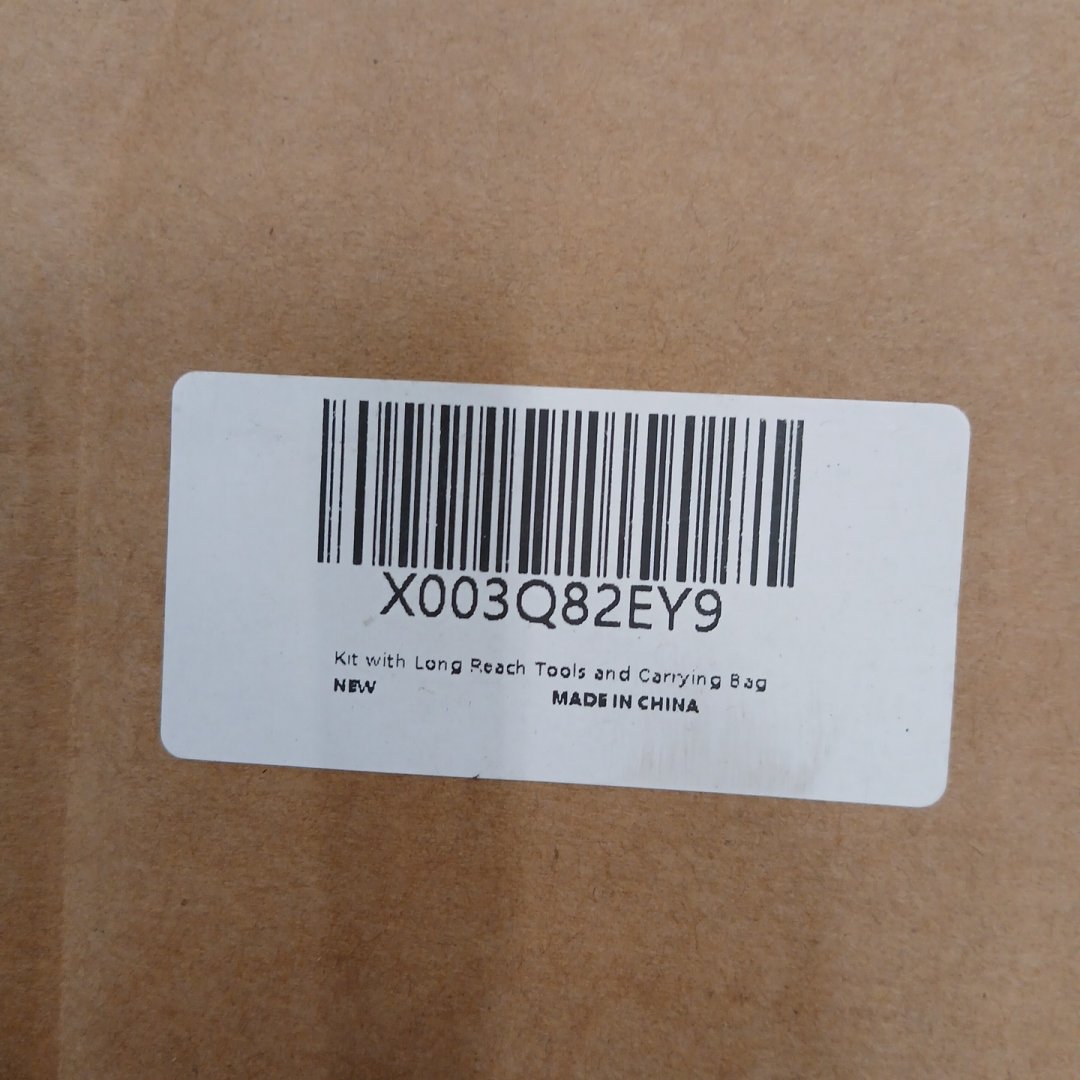 X003Q82EY9
Kit with Long Reach Tools and Carrying Bag
NEW
MADE IN CHINA